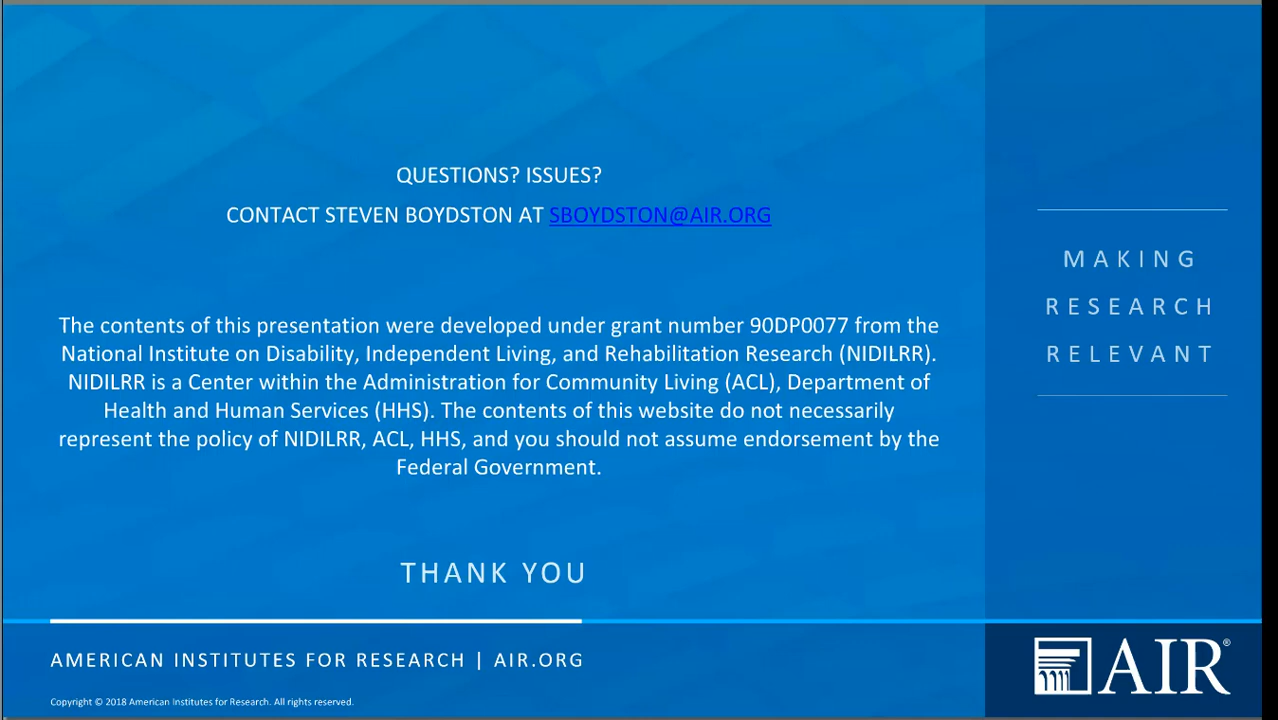 QUESTIONS? ISSUES?
CONTACT STEVEN BOYDSTON AT SBOYDSTON@AIR.ORG
The contents of this presentation were developed under grant number 90DP0077 from the
National Institute on Disability, Independent Living, and Rehabilitation Research (NIDILRR).
NIDILRR is a Center within the Administration for Community Living (ACL), Department of
Health and Human Services (HHS). The contents of this website do not necessarily
represent the policy of NIDILRR, ACL, HHS, and you should not assume endorsement by the
Federal Government.
THANK YOU
MAKING
RESEARCH
RELEVANT
AMERICAN INSTITUTES FOR RESEARCH | AIR.ORG
Copyright © 2018 American Institutes for Research. All rights reserved.
AIR®